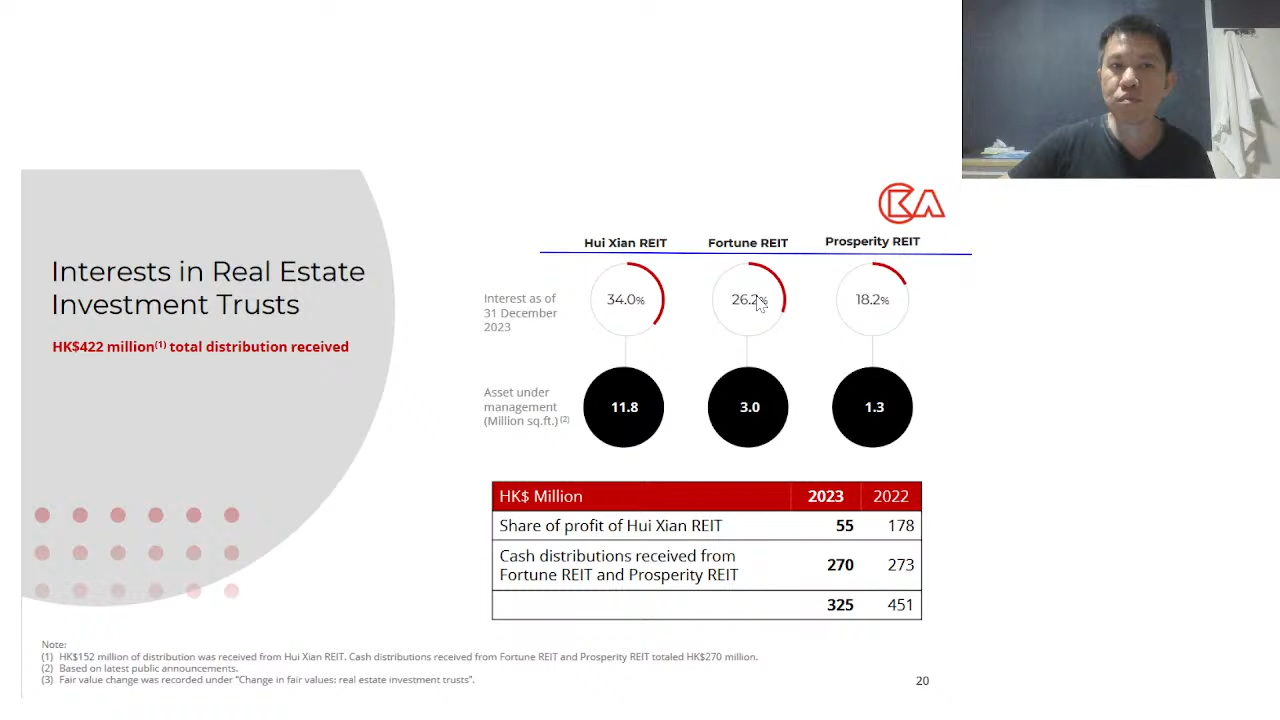 CKA
Interests in Real Estate
Investment Trusts
HK$422 million(1) total distribution received
Hui Xian REIT Fortune REIT Prosperity REIT
Interest as of
31 December
2023
34.0% 26.2% 18.2%
Asset under
management
(Million sq.ft.) (2)
11.8 3.0 1.3
HK$ Million 2023 2022
Share of profit of Hui Xian REIT 55 178
Cash distributions received from
Fortune REIT and Prosperity REIT 270 273
325 451
Note:
(1) HK$152 million of distribution was received from Hui Xian REIT. Cash distributions received from Fortune REIT and Prosperity REIT totaled HK$270 million.
(2) Based on latest public announcements.
(3) Fair value change was recorded under “Change in fair values: real estate investment trusts”.
20